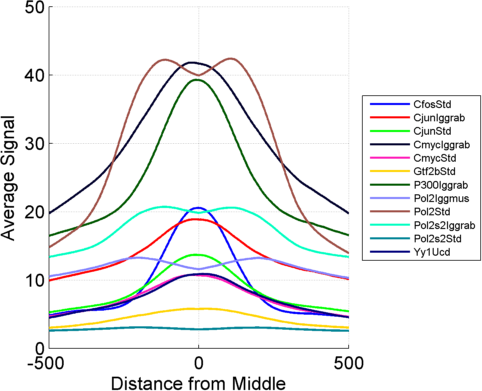 50
40
30
20
10
0
Average Signal
-500
0
500
Distance from Middle
CfosStd
CjunIggrab
CjunStd
CmycIggrab
CmycStd
Gtf2bStd
P300Iggrab
Pol2Iggmus
Pol2Std
Pol2s2Iggrab
Pol2s2Std
Yy1Ucd